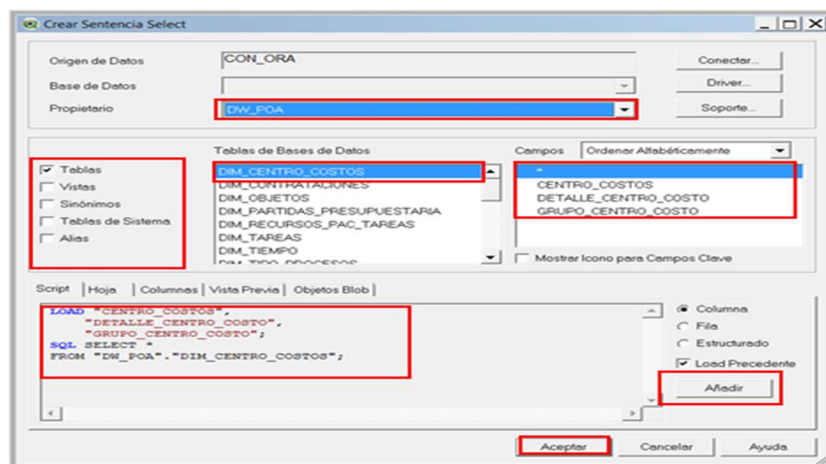 Crear Sentencia Select
Origen de Datos CON_ORA Conectar...
Base de Datos Driver...
Propietario DW_POA Soporte...
Tablas de Bases de Datos Campos Ordenar Alfabéticamente
Tablas
Vistas
Sinónimos
Tablas de Sistema
Alias
DIM_CENTRO_COSTOS
DIM_CONTRATACIONES
DIM_OBJETOS
DIM_PARTIDAS_PRESUPUESTARIA
DIM_RECURSOS_PAC_TAREAS
DIM_TAREAS
DIM_TIEMPO
DIM_TIPO_PROCESOS
*
CENTRO_COSTOS
DETALLE_CENTRO_COSTO
GRUPO_CENTRO_COSTO
Mostrar Icono para Campos Clave
Script Hoja Columnas Vista Previa Objetos Blob
LOAD "CENTRO_COSTOS",
"DETALLE_CENTRO_COSTO",
"GRUPO_CENTRO_COSTO";
SQL SELECT *
FROM "DW_POA"."DIM_CENTRO_COSTOS";
Columna
Fila
Estructurado
Load Precedente
Añadir
Aceptar Cancelar Ayuda